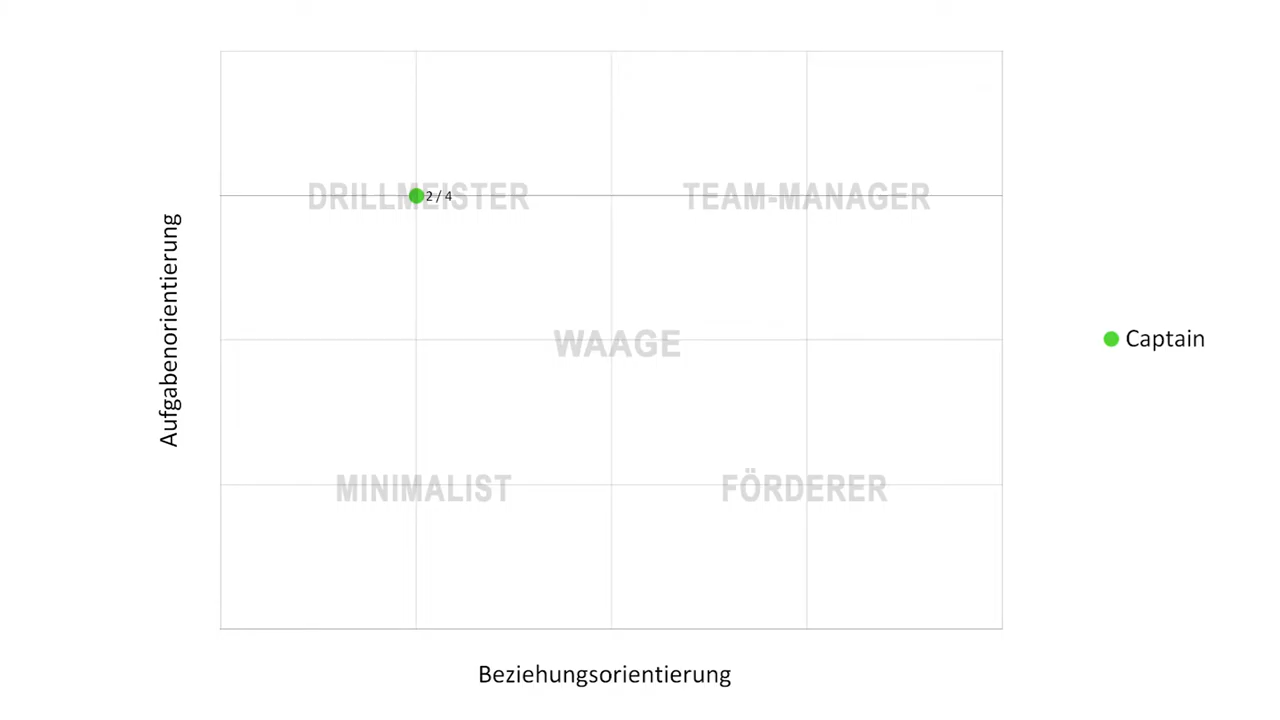 DRILLMEISTER
2 / 4
TEAM-MANAGER
WAAGE
MINIMALIST
FÖRDERER
Aufgabenorientierung
Beziehungsorientierung
Captain